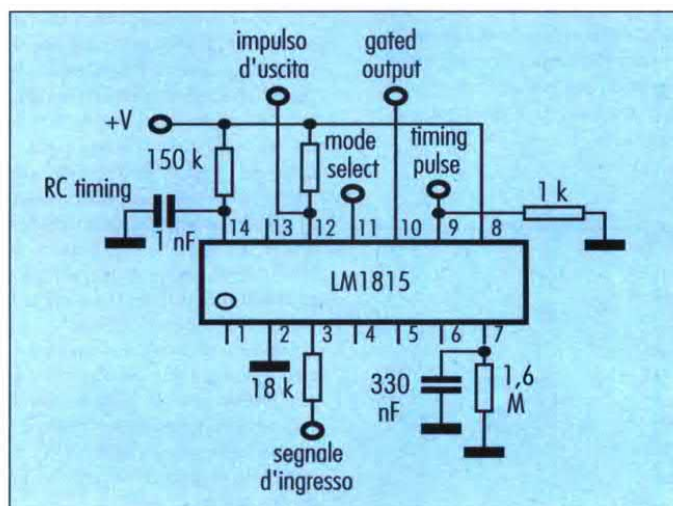 impulso
d'uscita
gated
output
+V
mode
select
timing
pulse
150 k
RC timing
1 k
1 nF
14 13 12 11 10 9 8
LM1815
1 2 3 4 5 6 7
18 k
330
nF
1,6
M
segnale
d'ingresso